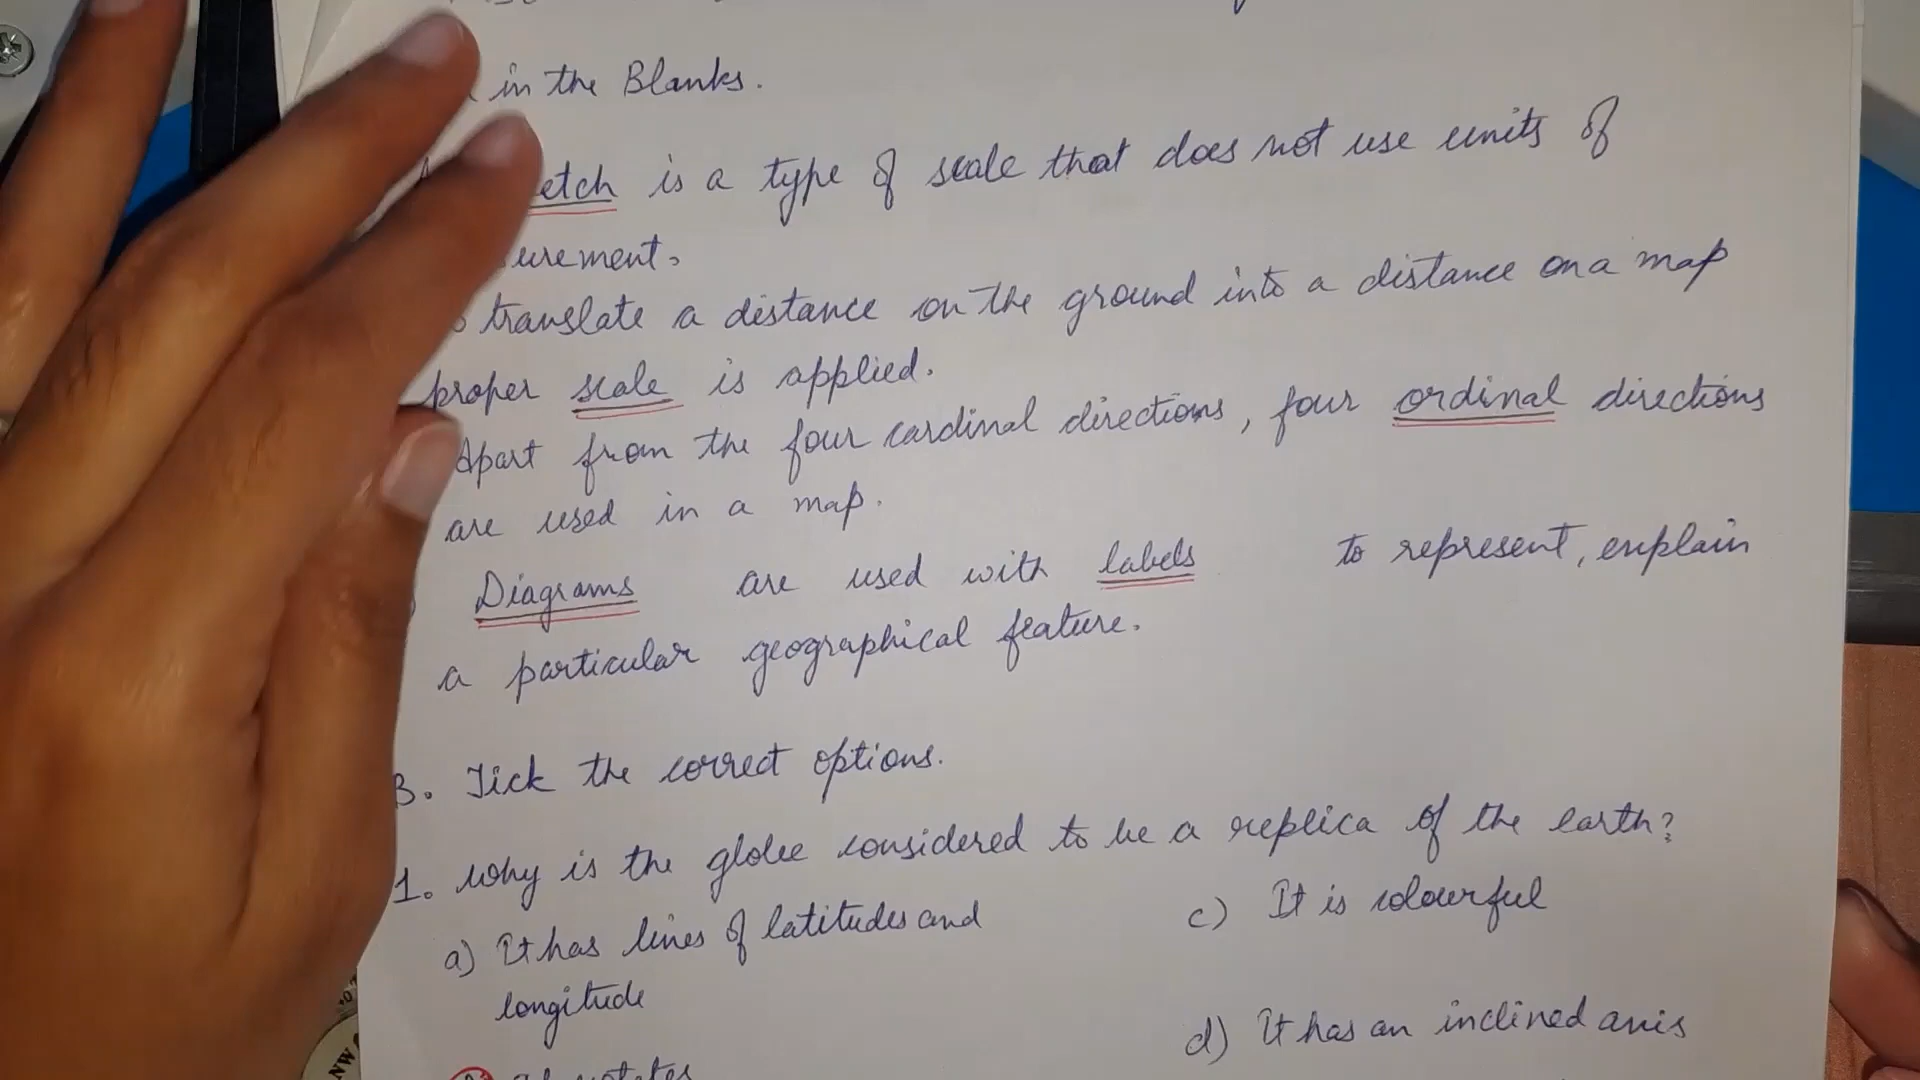 in the Blanks.
etch is a type of scale that does not use units of
urement.
translate a distance on the ground into a distance on a map
proper scale is applied.
Apart from the four cardinal directions, four ordinal directions
are used in a map.
Diagrams are used with labels to represent, explain
a particular geographical feature.
B. Tick the correct options.
1. Why is the globe considered to be a replica of the earth?
a) It has lines of latitudes and
longitude
c) It is colourful
d) It has an inclined axis